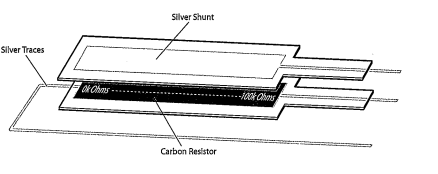 Silver Shunt
Silver Traces
0k Ohms
100k Ohms
Carbon Resistor